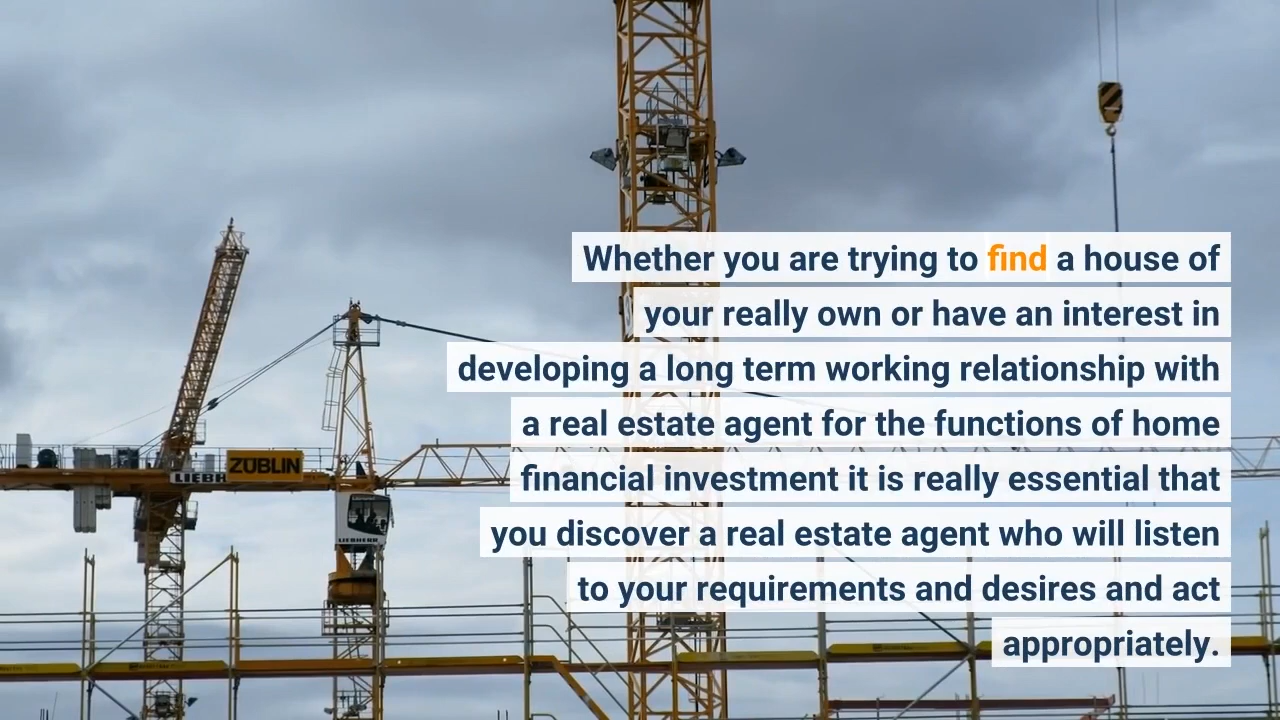 Whether you are trying to find a house of
your really own or have an interest in
developing a long term working relationship with
a real estate agent for the functions of home
financial investment it is really essential that
you discover a real estate agent who will listen
to your requirements and desires and act
appropriately.
ZÜBLIN
LIEBH
LIEBHERR